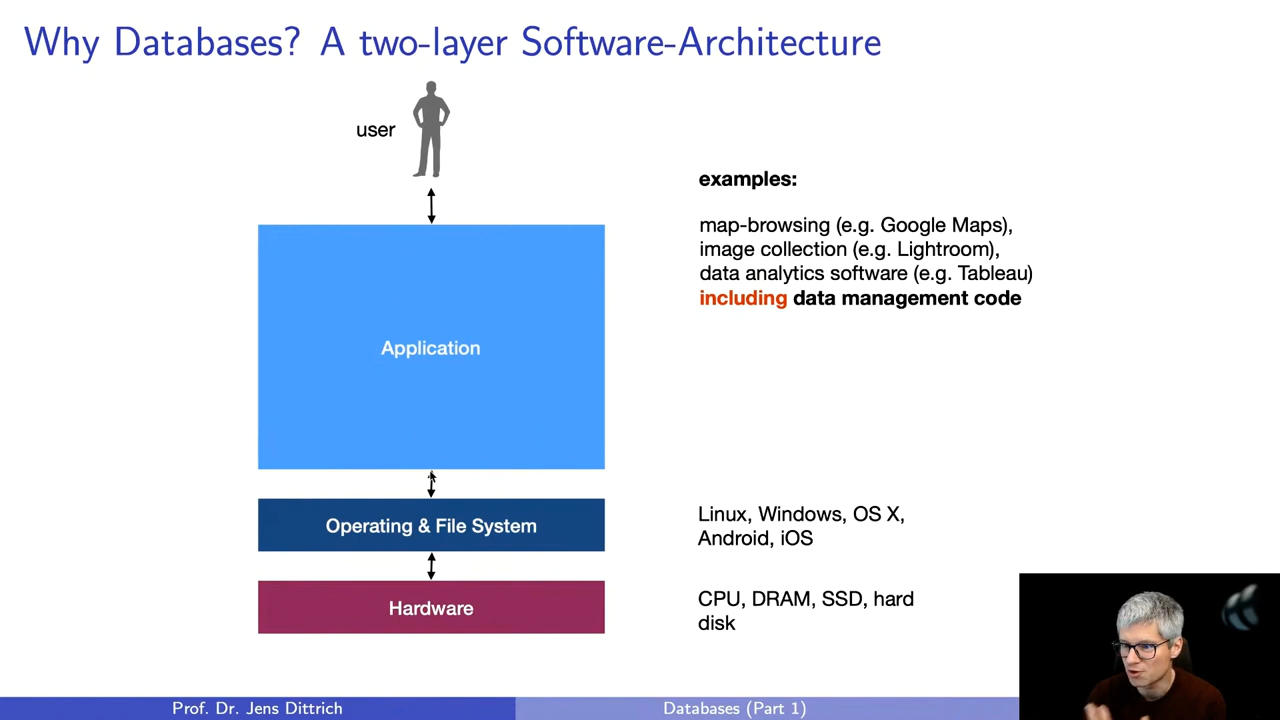 Why Databases? A two-layer Software-Architecture
user
examples:
map-browsing (e.g. Google Maps),
image collection (e.g. Lightroom),
data analytics software (e.g. Tableau)
including data management code
Application
Operating & File System
Linux, Windows, OS X,
Android, iOS
Hardware
CPU, DRAM, SSD, hard
disk
Prof. Dr. Jens Dittrich
Databases (Part 1)